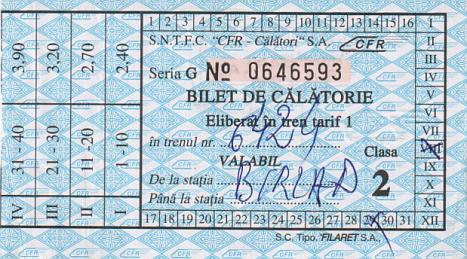 1 2 3 4 5 6 7 8 9 10 11 12 13 14 15 16 I
S.N.T.F.C. "CFR - Călători" S.A. CFR II
III
Seria G Nº 0646593 IV
BILET DE CĂLĂTORIE V
Eliberat în tren tarif 1 VI
în trenul nr. 6424 VII
VALABIL Clasa VIII
De la stația BIRLAD 2 IX
X
Până la stația XI
17 18 19 20 21 22 23 24 25 26 27 28 29 30 31 XII
S.C. Tipo. "FILARET S.A.,
3,90 3,20 2,70 2,40
31 - 40 21 - 30 11 -20 1 -10
IV III II I